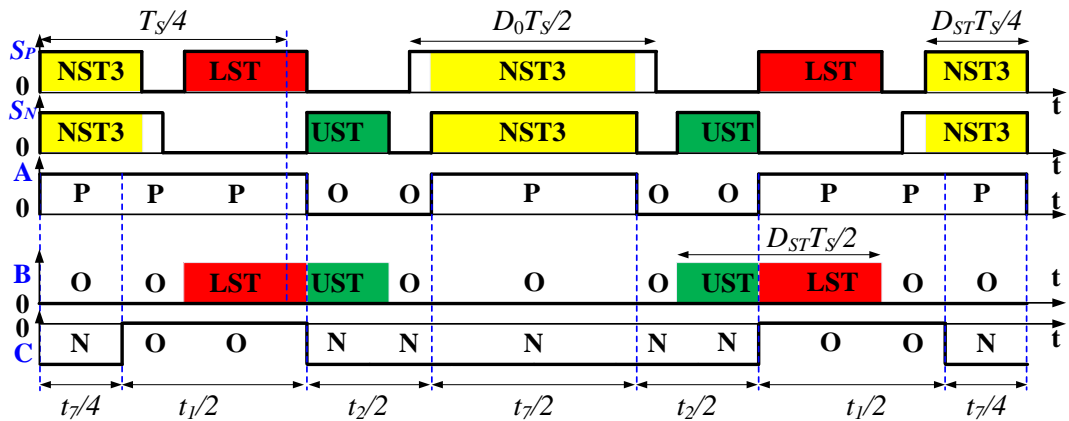 T_S/4 D_0T_S/2 D_STT_S/4
S_P NST3 LST NST3 LST NST3
0 t
S_N NST3 UST NST3 UST NST3
0 t
A t
P P P O O P O O P P P
0 t
D_STT_S/2
B O O LST UST O O O UST LST O O t
0
0
C N O O N N N N N O O N t
t_7/4 t_1/2 t_2/2 t_7/2 t_2/2 t_1/2 t_7/4